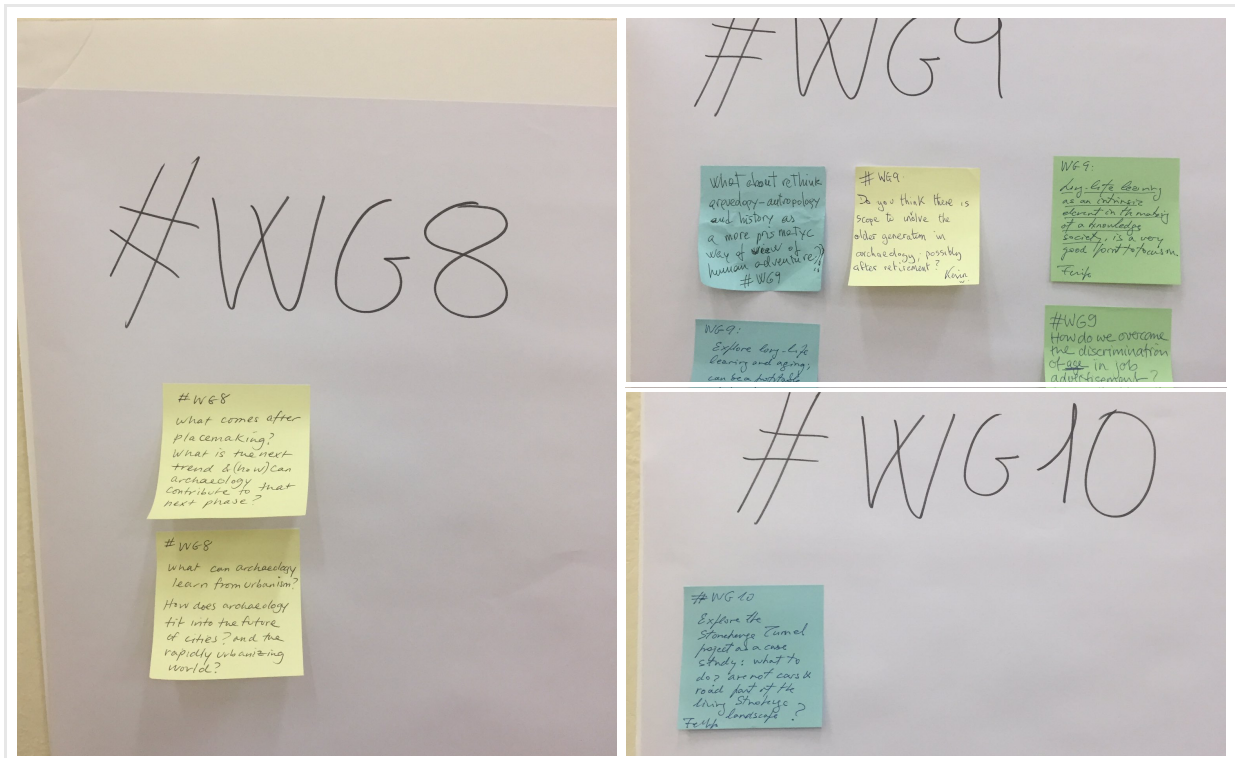 #WG8
#WG8
what comes after
placemaking?
What is the next
trend &(how)can
archaeology
contribute to that
next phase?
#WG8
what can archaeology
learn from urbanism?
How does archaeology
fit into the future
of cities? and the
rapidly urbanizing
world?
#WG9
What about rethink
and history as
a more prismatyc
way of view of
human adventure?!!
#WG9
# WG9.
Do you think there is
scope to involve the
older generation in
archaeology, possibly
after retirement?
Kevin
WG9:
Long-life learning
as an intrinsic
element in the making
of a knowledge
society, is a very
good point to focus on
WG9:
Explore long-life
learning and aging;
can be a
#WG9
How do we overcome
the discrimination
of age in job
advertisement?
#WG10
#WG10
Explore the
Stonehenge Tunnel
project as a case
study: what to
do? are not cars &
road part of the
living Stonehenge
landscape?